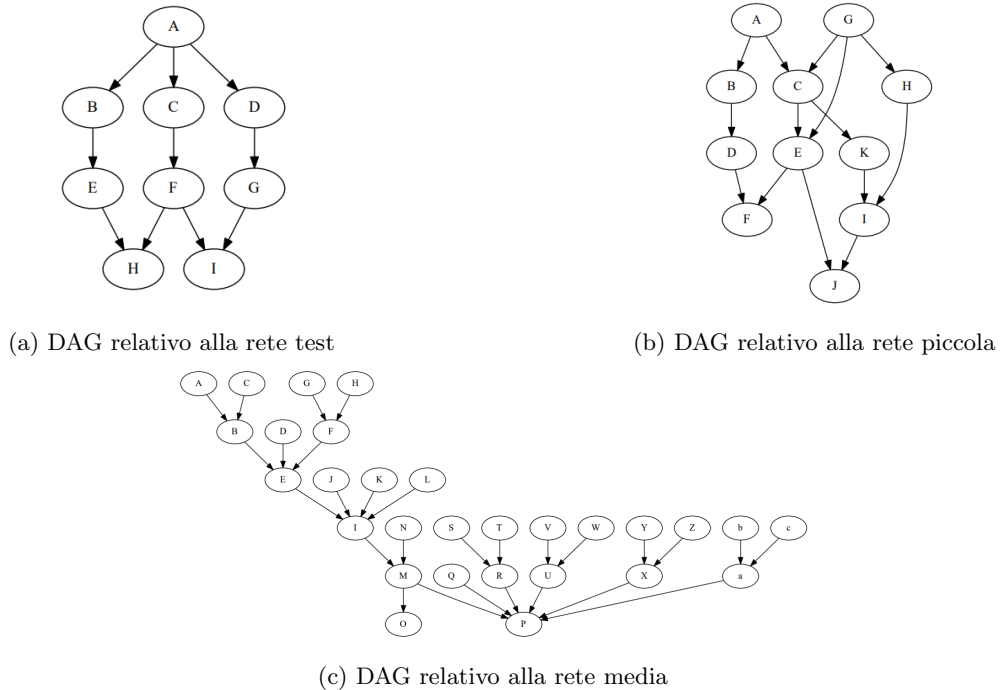 A
B C D
E F G
H I
(a) DAG relativo alla rete test
A G
B C H
D E K
F I
J
(b) DAG relativo alla rete piccola
A C G H
B D F
E J K L
I N S T V W Y Z b c
M Q R U X a
O P
(c) DAG relativo alla rete media